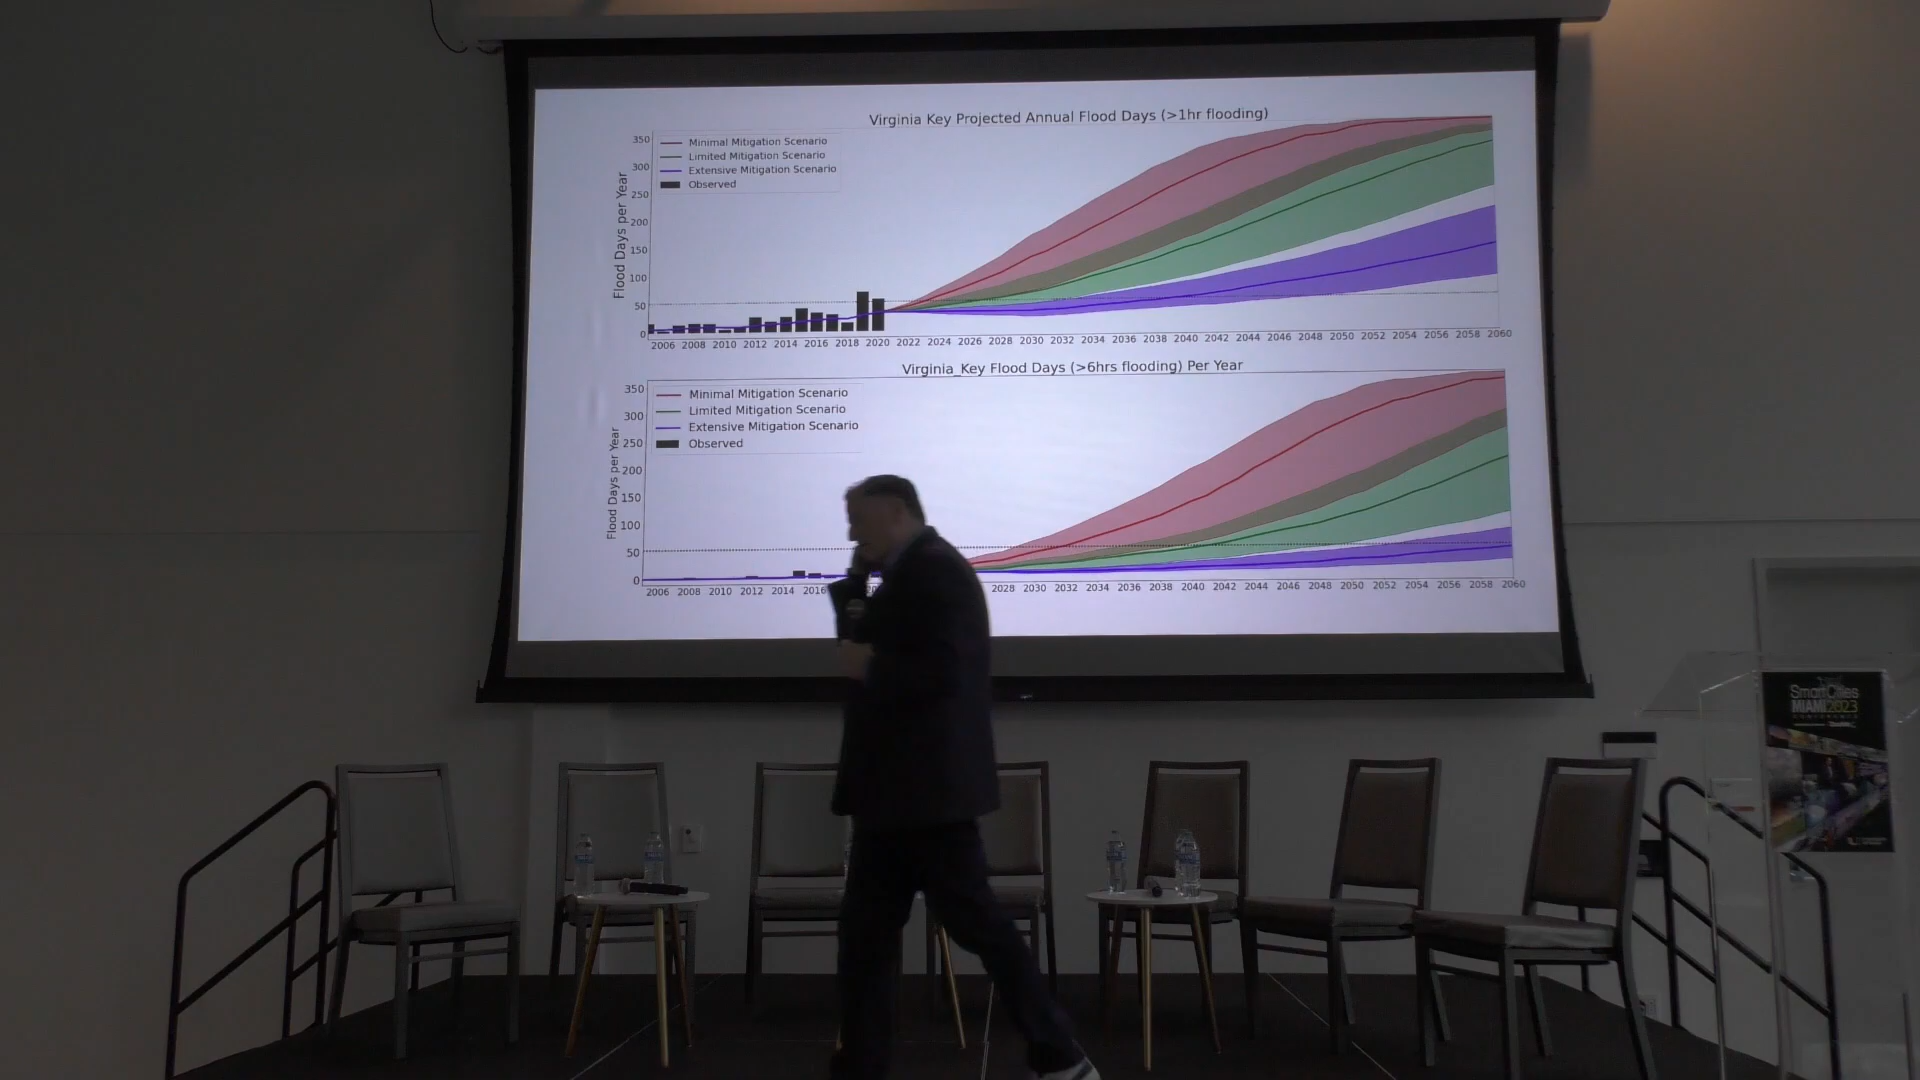 Virginia Key Projected Annual Flood Days (>1hr flooding)
Minimal Mitigation Scenario
Limited Mitigation Scenario
Extensive Mitigation Scenario
Observed
Flood Days per Year
350
300
250
200
150
100
50
0
2006 2008 2010 2012 2014 2016 2018 2020 2022 2024 2026 2028 2030 2032 2034 2036 2038 2040 2042 2044 2046 2048 2050 2052 2054 2056 2058 2060
Virginia_Key Flood Days (>6hrs flooding) Per Year
Minimal Mitigation Scenario
Limited Mitigation Scenario
Extensive Mitigation Scenario
Observed
Flood Days per Year
350
300
250
200
150
100
50
0
2006 2008 2010 2012 2014 2016 2028 2030 2032 2034 2036 2038 2040 2042 2044 2046 2048 2050 2052 2054 2056 2058 2060
SmartCities
MIAMI2023
CONFERENCE